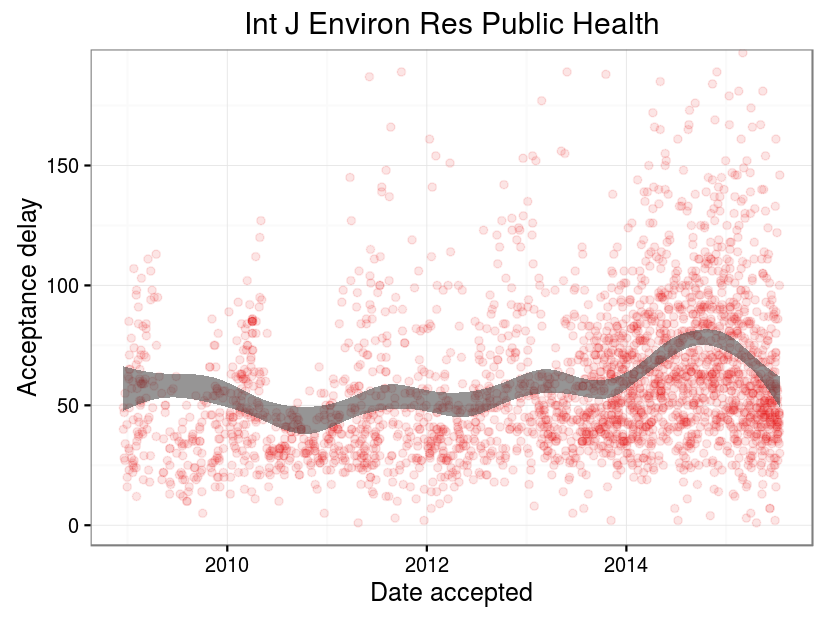 Int J Environ Res Public Health
Acceptance delay
150
100
50
0
2010 2012 2014
Date accepted